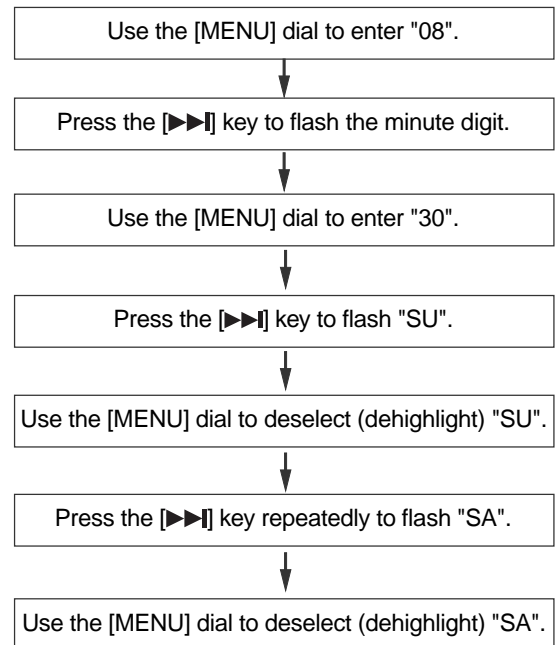 Use the [MENU] dial to enter "08".
Press the [▶▶|] key to flash the minute digit.
Use the [MENU] dial to enter "30".
Press the [▶▶|] key to flash "SU".
Use the [MENU] dial to deselect (dehighlight) "SU".
Press the [▶▶|] key repeatedly to flash "SA".
Use the [MENU] dial to deselect (dehighlight) "SA".